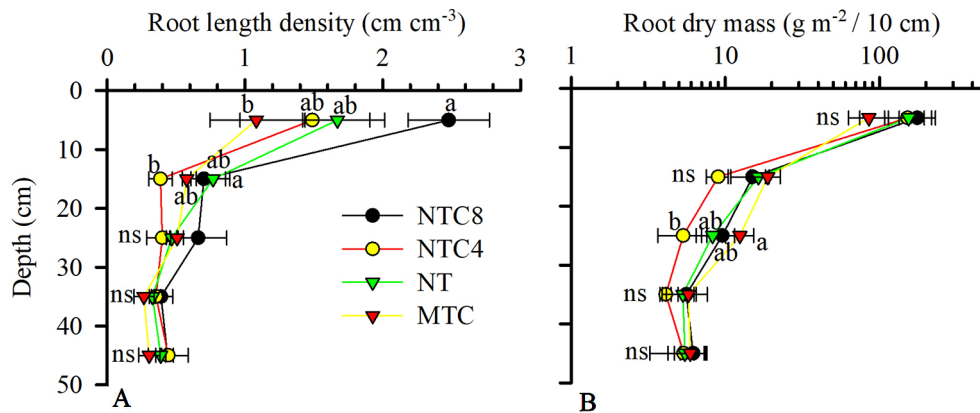 Root length density (cm cm⁻³)
0 1 2 3
0
10
20
30
40
50
Depth (cm)
b ab ab a
b ab
ab a
ns
ns
ns
NTC8
NTC4
NT
MTC
A
Root dry mass (g m⁻² / 10 cm)
1 10 100
ns
ns
b ab
ab a
ns
ns
B